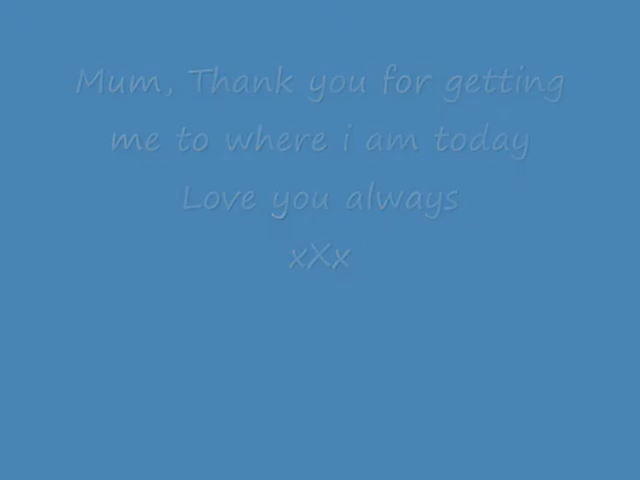 Mum, Thank you for getting
me to where i am today
Love you always
xXx